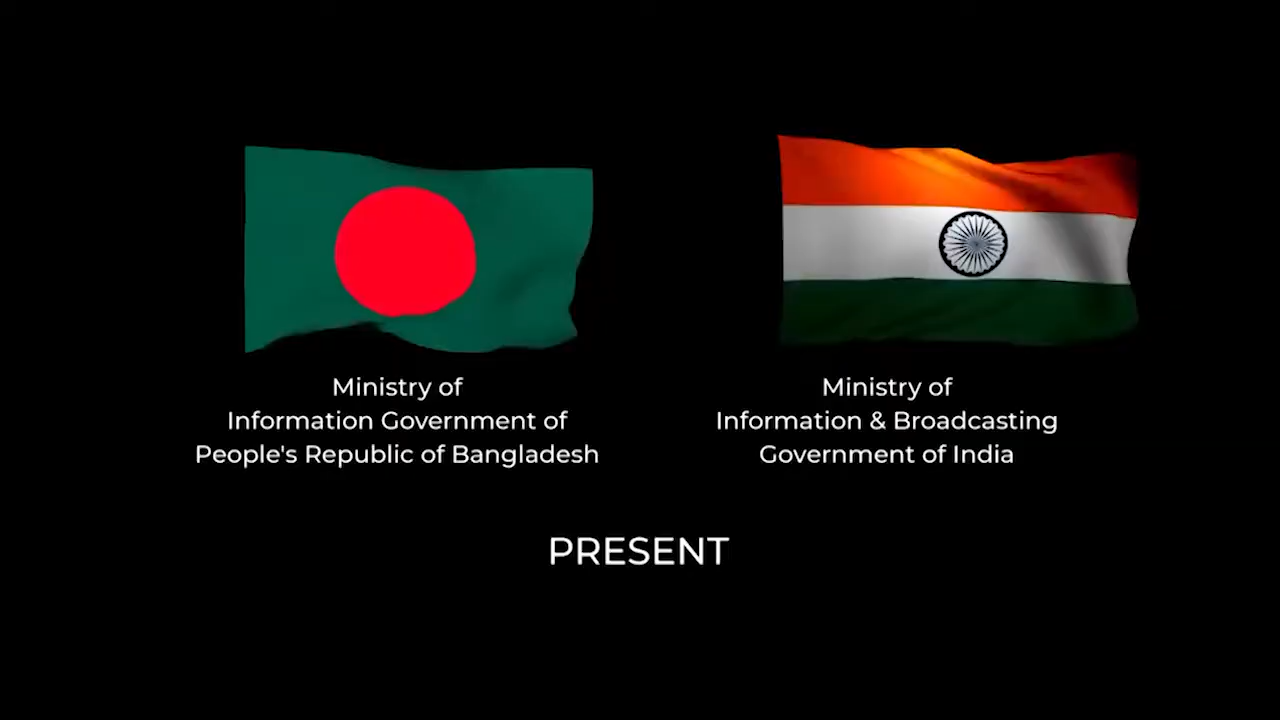 Ministry of
Information Government of
People's Republic of Bangladesh
Ministry of
Information & Broadcasting
Government of India
PRESENT